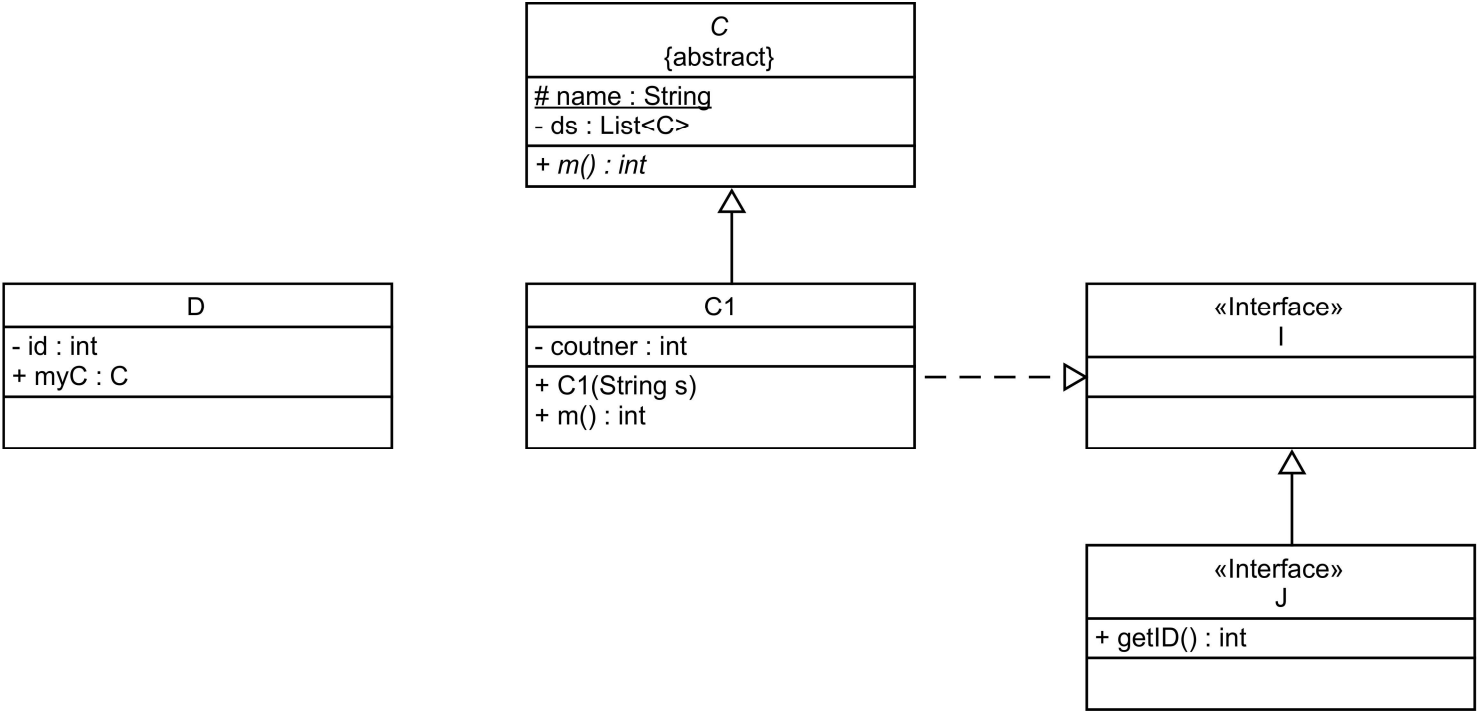 C
{abstract}
# name : String
- ds : List<C>
+ m() : int
D
- id : int
+ myC : C
C1
- coutner : int
+ C1(String s)
+ m() : int
«Interface»
I
«Interface»
J
+ getID() : int